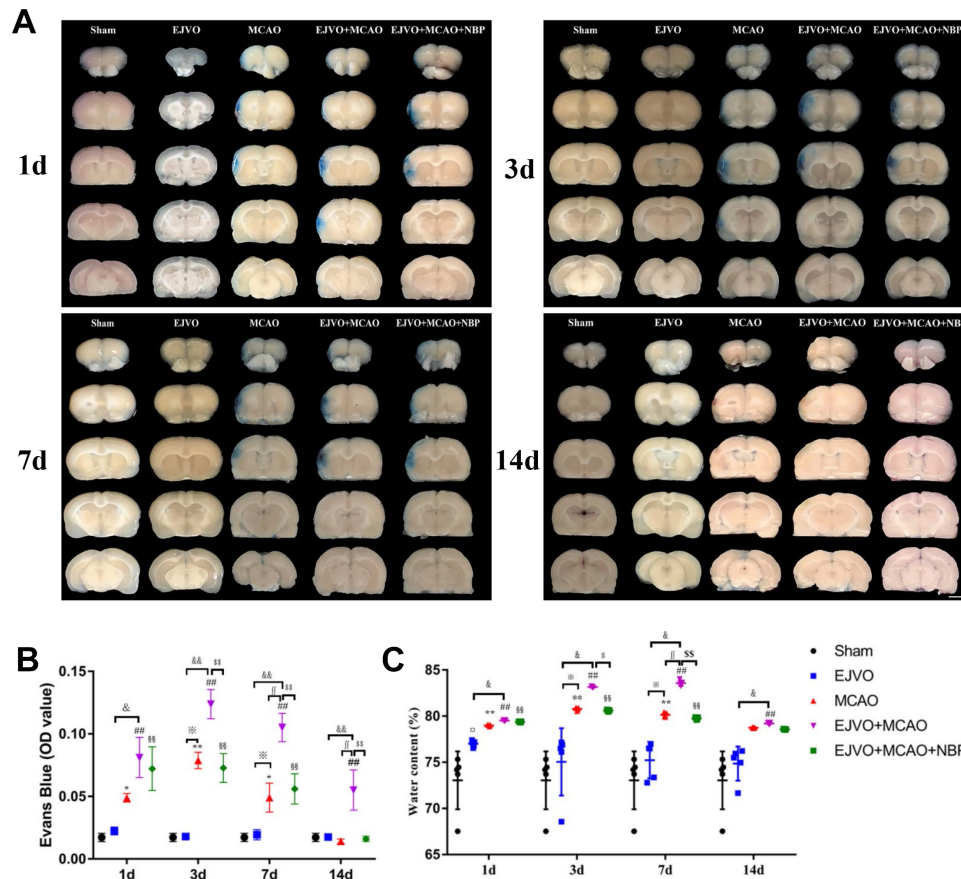 A
Sham EJVO MCAO EJVO+MCAO EJVO+MCAO+NBP
1d
Sham EJVO MCAO EJVO+MCAO EJVO+MCAO+NBP
3d
Sham EJVO MCAO EJVO+MCAO EJVO+MCAO+NBP
7d
Sham EJVO MCAO EJVO+MCAO EJVO+MCAO+NBP
14d
B
Evans Blue (OD value)
0.15
0.10
0.05
0.00
1d 3d 7d 14d
& ## §§ *
&& $$ ## ※ ** §§
&& ∬ $$ ## ※ * §§
&& ∬ $$ ##
C
Water content (%)
85
80
75
70
65
1d 3d 7d 14d
& ## §§ ** ¤
& $ ## ※ ** §§
& ∬ $$ ## ※ ** §§
& ##
Sham
EJVO
MCAO
EJVO+MCAO
EJVO+MCAO+NBP